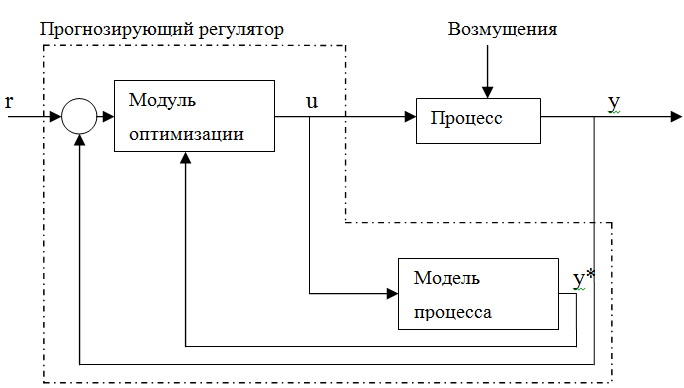 Прогнозирующий регулятор
Возмущения
r
Модуль
оптимизации
u
Процесс
y
Модель
процесса
y*